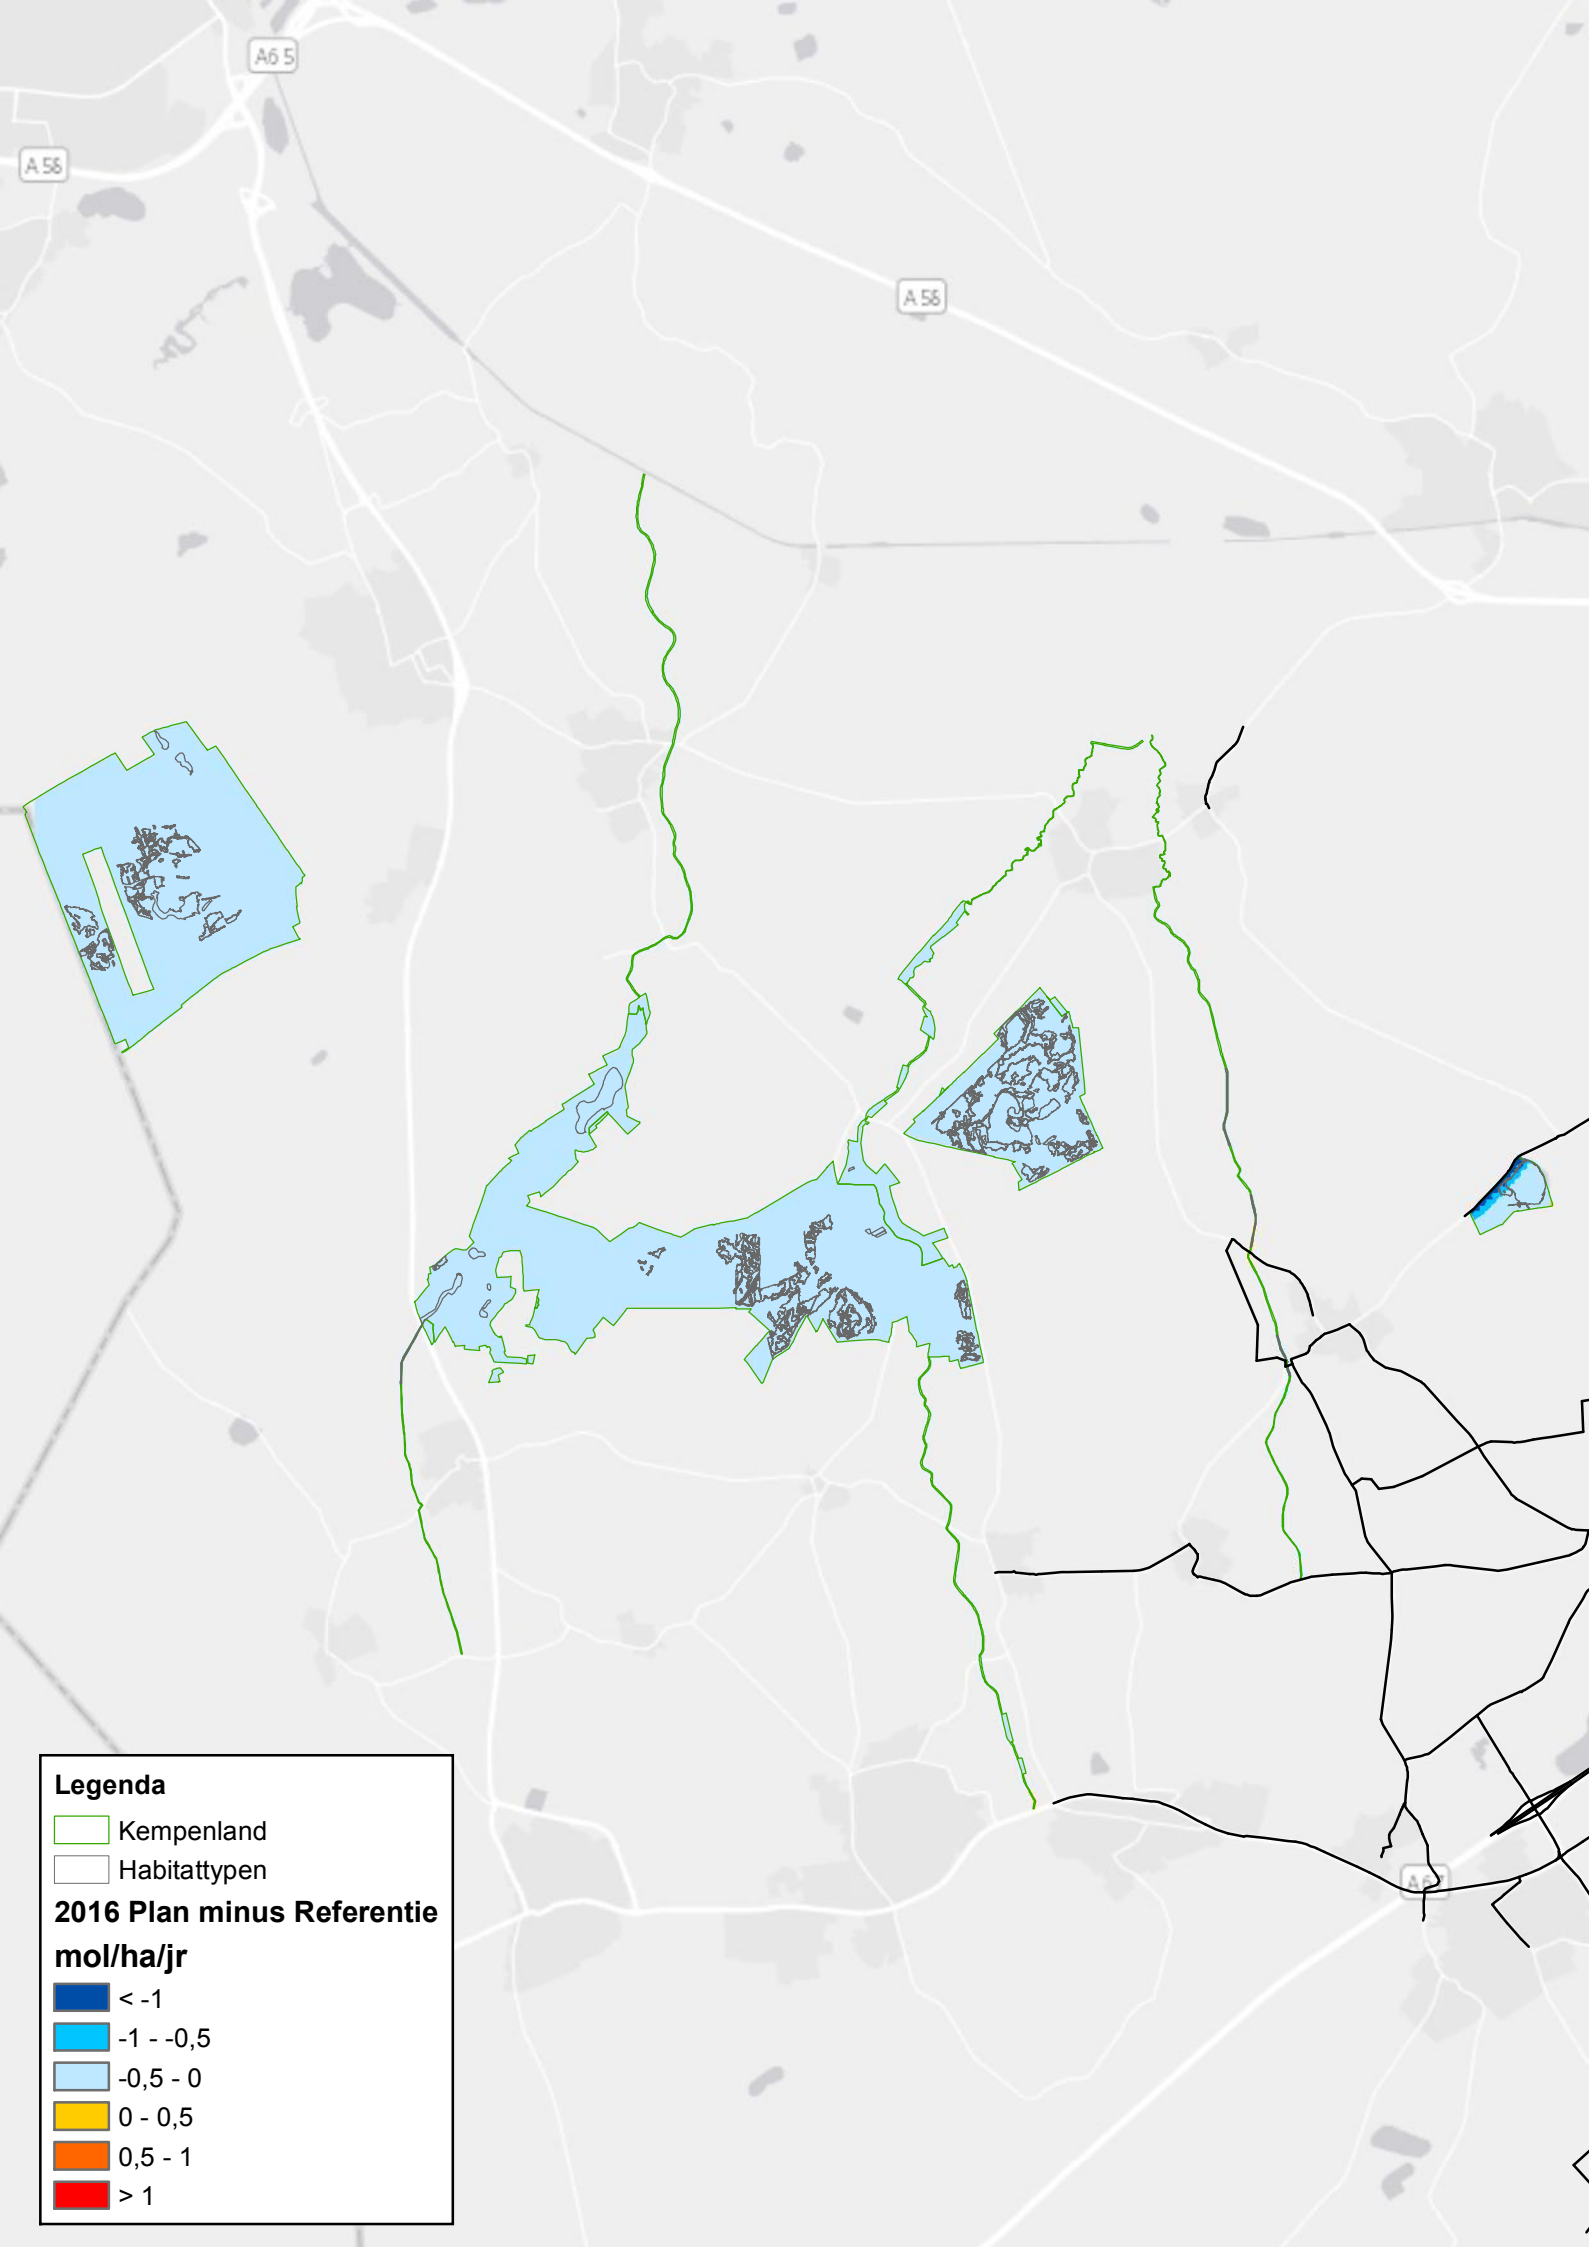 A65
A58
A58
A67
Legenda
Kempenland
Habitattypen
2016 Plan minus Referentie
mol/ha/jr
< -1
-1 - -0,5
-0,5 - 0
0 - 0,5
0,5 - 1
> 1